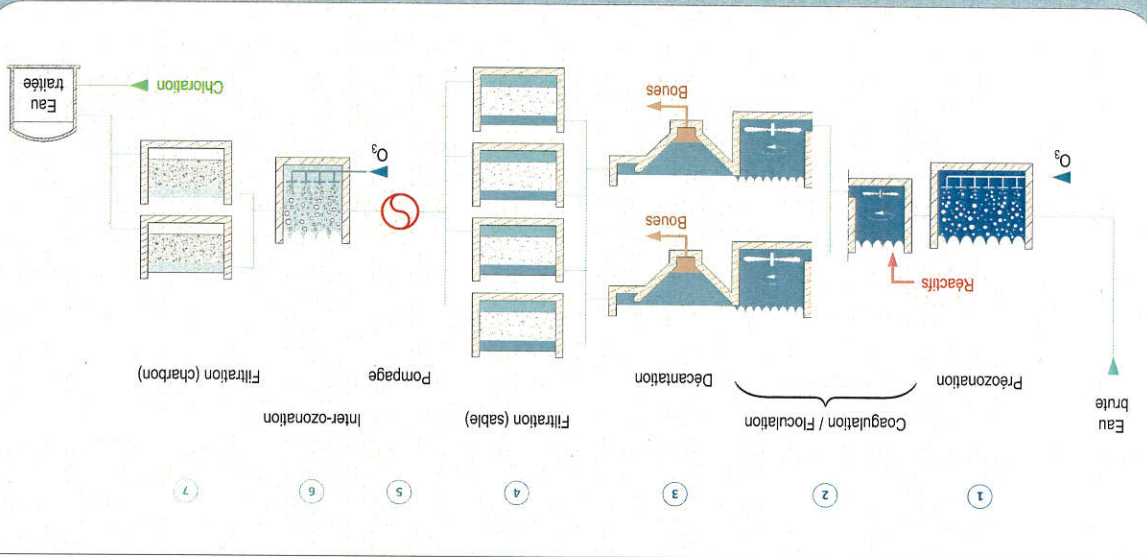 1
2
3
4
5
6
7
Eau
brute
Préozonation
Coagulation / Floculation
Décantation
Filtration (sable)
Pompage
Inter-ozonation
Filtration (charbon)
Réactifs
O3
Boues
Boues
O3
Chloration
Eau
traitée